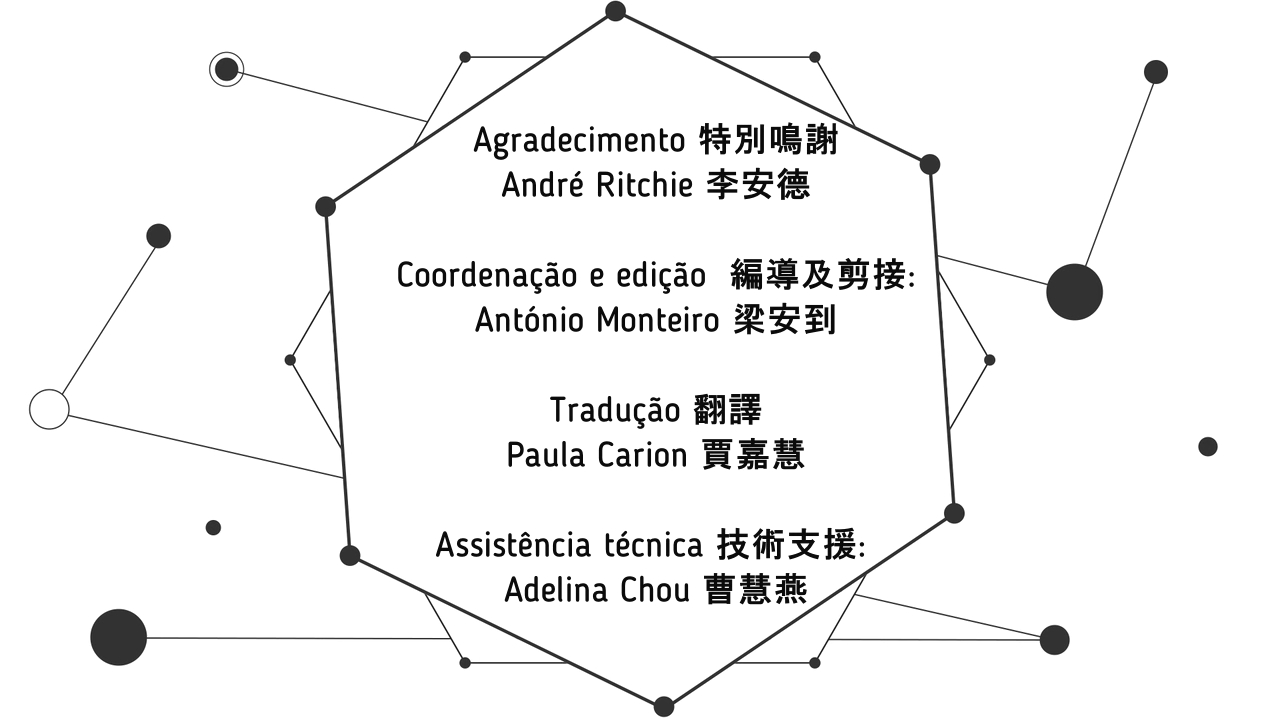 Agradecimento 特別鳴謝
André Ritchie 李安德
Coordenação e edição 編導及剪接:
António Monteiro 梁安到
Tradução 翻譯
Paula Carion 賈嘉慧
Assistência técnica 技術支援:
Adelina Chou 曹慧燕